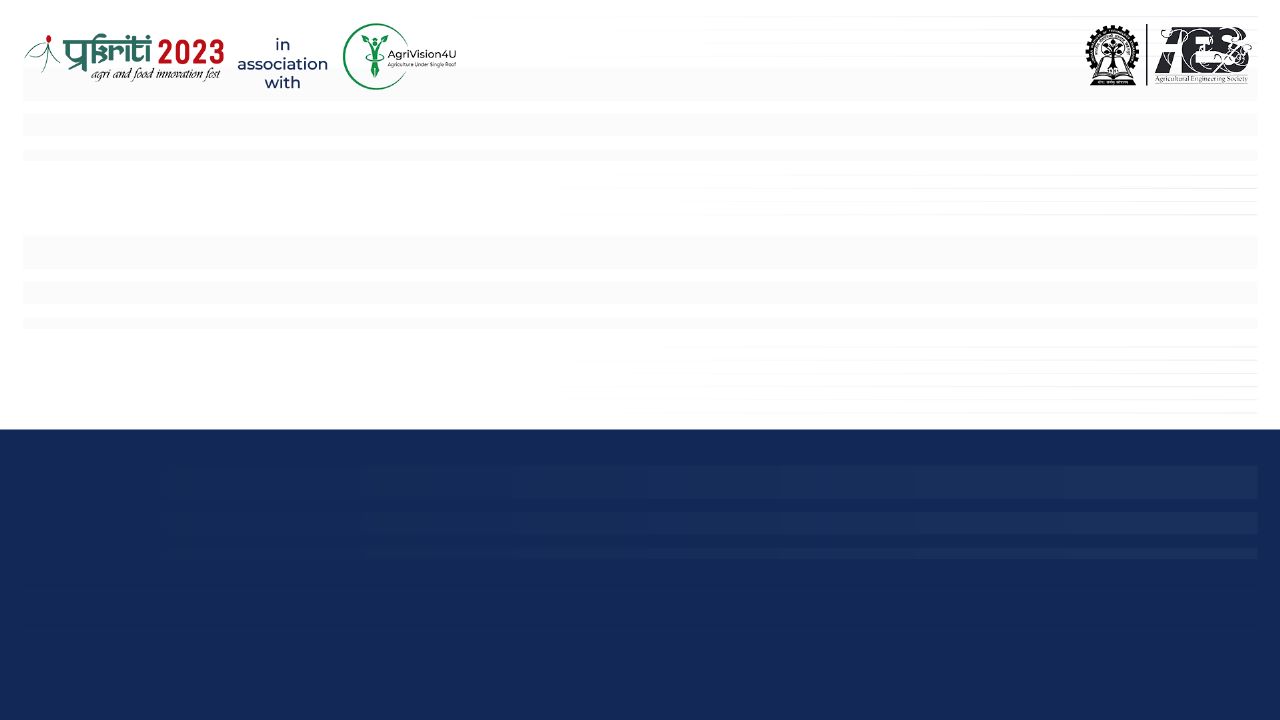 प्रkriti 2023
agri and food innovation fest
in
association
with
AgriVision4U
Agriculture Under Single Roof
AES
Agricultural Engineering Society